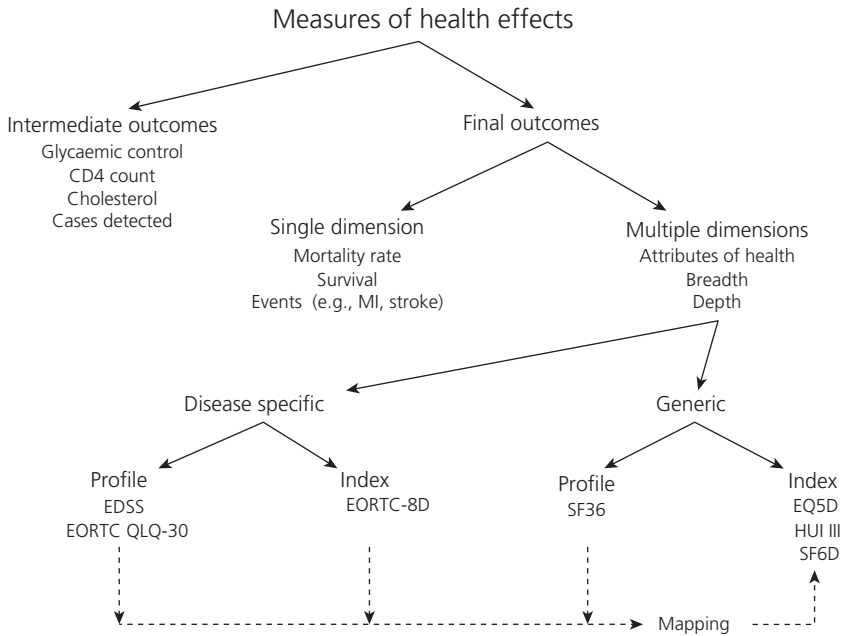 Measures of health effects
Intermediate outcomes
Glycaemic control
CD4 count
Cholesterol
Cases detected
Final outcomes
Single dimension
Mortality rate
Survival
Events (e.g., MI, stroke)
Multiple dimensions
Attributes of health
Breadth
Depth
Disease specific
Generic
Profile
EDSS
EORTC QLQ-30
Index
EORTC-8D
Profile
SF36
Index
EQ5D
HUI III
SF6D
Mapping